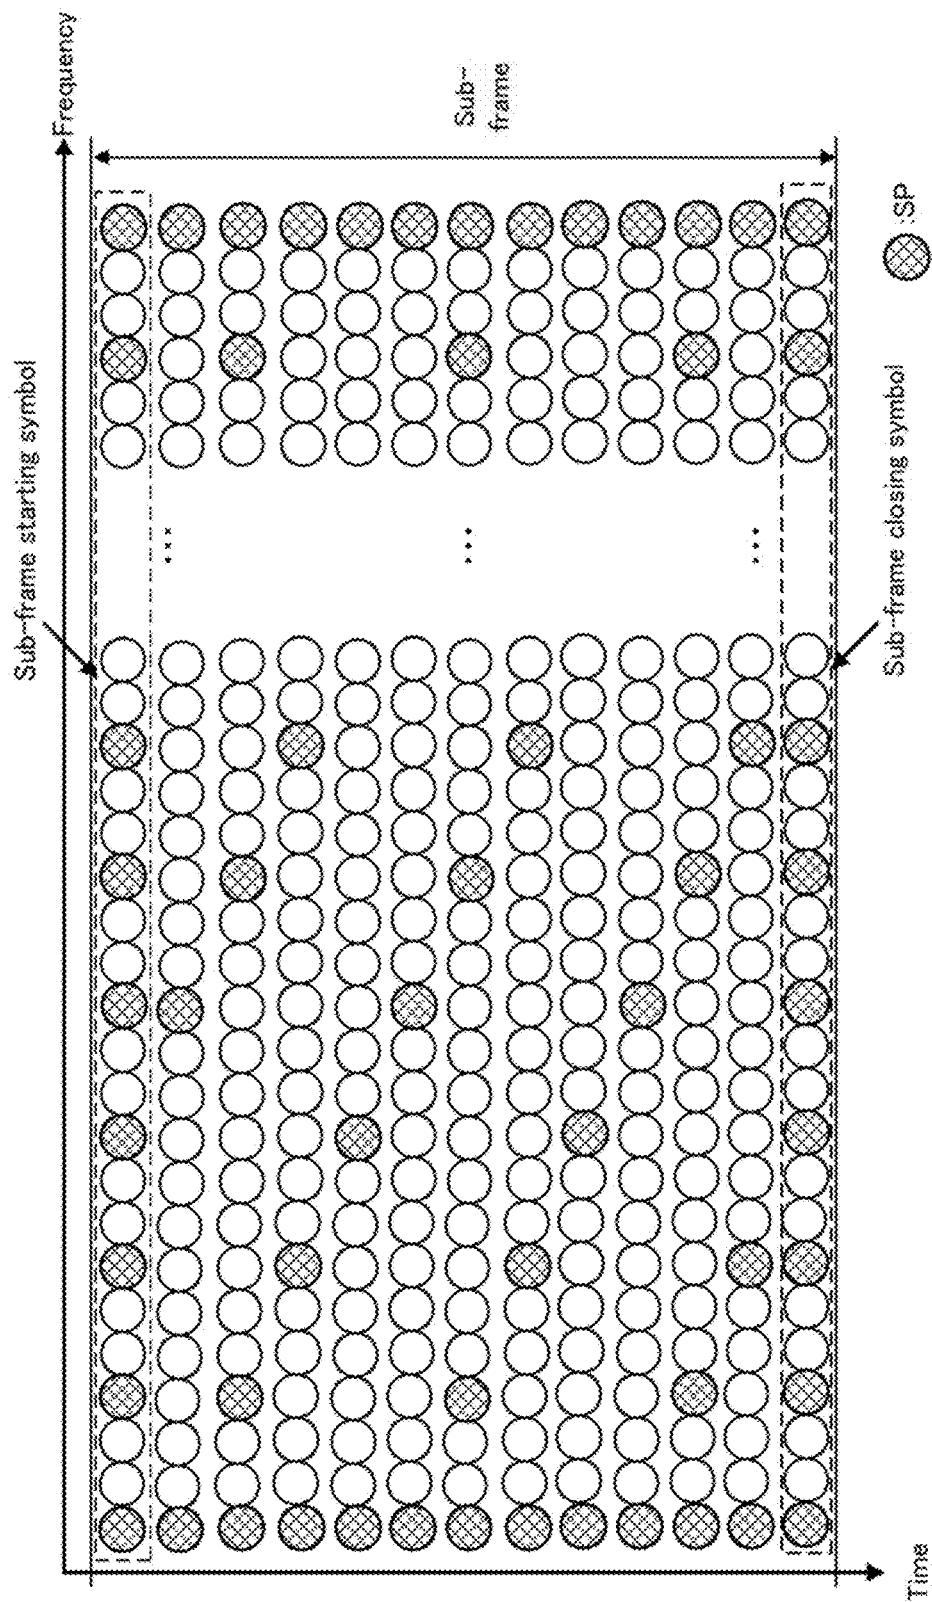 Frequency
Sub-frame starting symbol
Sub-
frame
Sub-frame closing symbol
:SP
Time